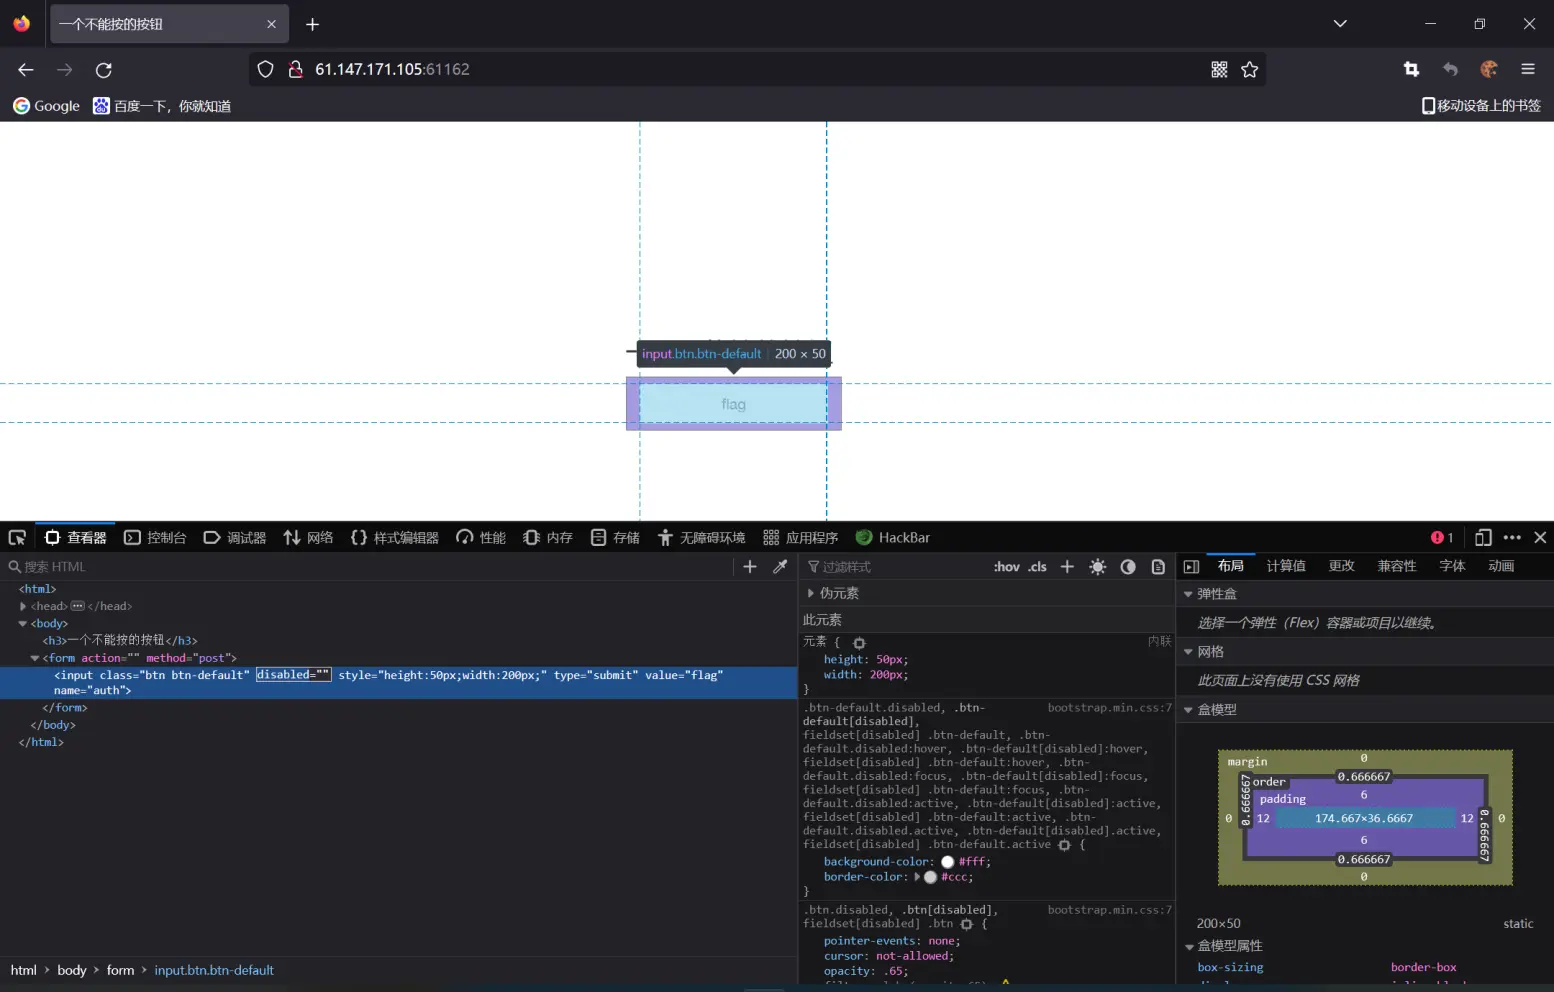 一个不能按的按钮
61.147.171.105:61162
Google 百度一下，你就知道 移动设备上的书签
input.btn.btn-default 200 × 50
flag
查看器 控制台 调试器 网络 样式编辑器 性能 内存 存储 无障碍环境 应用程序 HackBar 1
搜索 HTML
<html>
<head> ••• </head>
<body>
<h3>一个不能按的按钮</h3>
<form action="" method="post">
<input class="btn btn-default" disabled="" style="height:50px;width:200px;" type="submit" value="flag"
name="auth">
</form>
</body>
</html>
html > body > form > input.btn.btn-default
过滤样式 :hov .cls
伪元素
此元素
元素 { 内联
height: 50px;
width: 200px;
}
.btn-default.disabled, .btn- bootstrap.min.css:7
default[disabled],
fieldset[disabled] .btn-default, .btn-
default.disabled:hover, .btn-default[disabled]:hover,
fieldset[disabled] .btn-default:hover, .btn-
default.disabled:focus, .btn-default[disabled]:focus,
fieldset[disabled] .btn-default:focus, .btn-
default.disabled:active, .btn-default[disabled]:active,
fieldset[disabled] .btn-default:active, .btn-
default.disabled.active, .btn-default[disabled].active,
fieldset[disabled] .btn-default.active {
background-color: #fff;
border-color: #ccc;
}
.btn.disabled, .btn[disabled], bootstrap.min.css:7
fieldset[disabled] .btn {
pointer-events: none;
cursor: not-allowed;
opacity: .65;
布局 计算值 更改 兼容性 字体 动画
弹性盒
选择一个弹性（Flex）容器或项目以继续。
网格
此页面上没有使用 CSS 网格
盒模型
margin 0
order 0.666667
padding 6
0 0.666667 12 174.667×36.6667 12 0.666667 0
6
0.666667
0
200×50 static
盒模型属性
box-sizing border-box